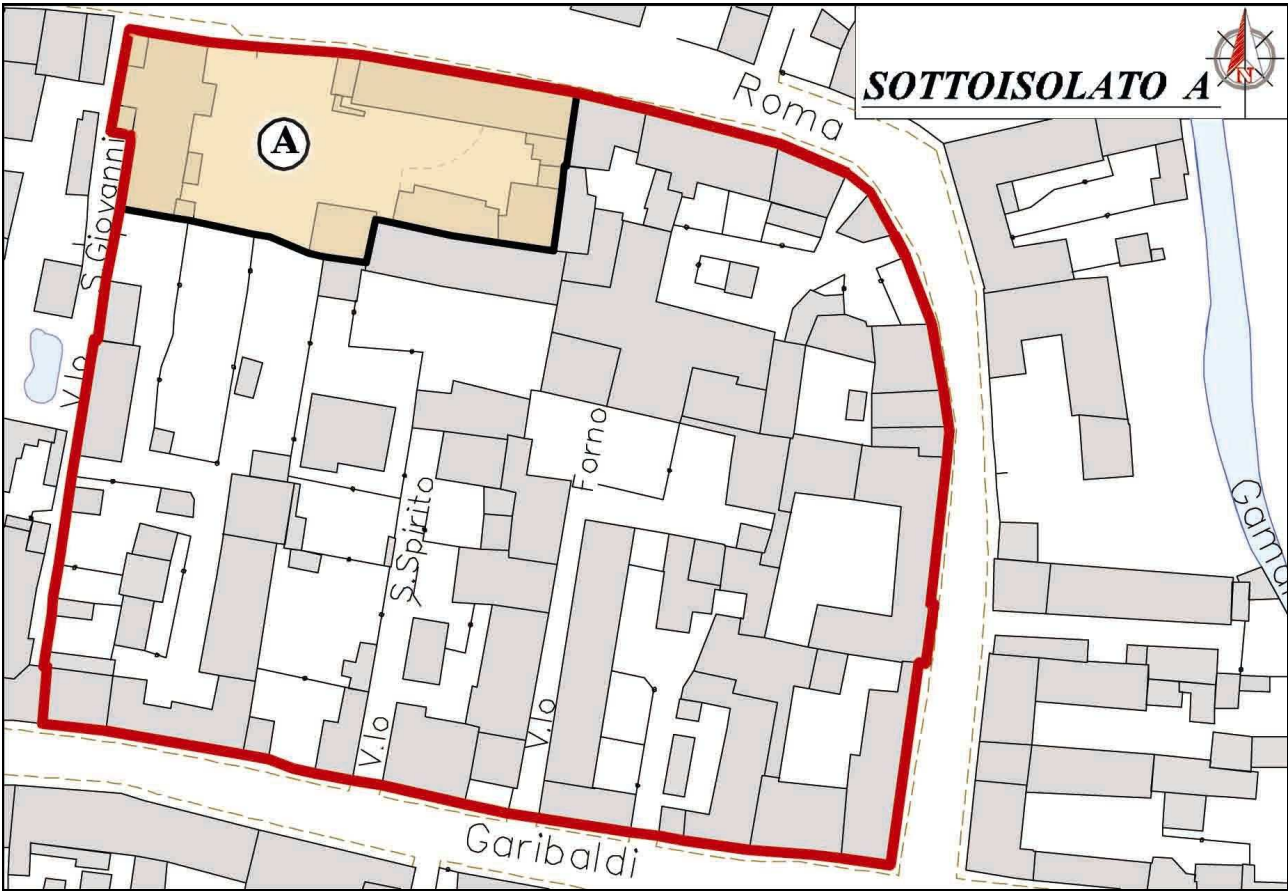 SOTTOISOLATO A
N
Roma
A
V.lo S.Giovanni
Forno
V.lo
S.Spirito
V.lo
Garibaldi